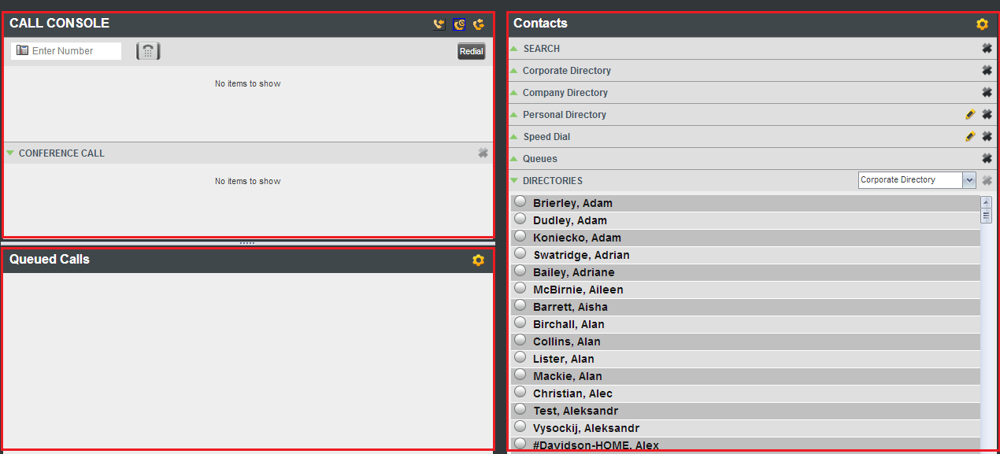 CALL CONSOLE
Enter Number
Redial
No items to show
CONFERENCE CALL
No items to show
Queued Calls
Contacts
SEARCH
Corporate Directory
Company Directory
Personal Directory
Speed Dial
Queues
DIRECTORIES
Corporate Directory
Brierley, Adam
Dudley, Adam
Koniecko, Adam
Swatridge, Adrian
Bailey, Adriane
McBirnie, Aileen
Barrett, Aisha
Birchall, Alan
Collins, Alan
Lister, Alan
Mackie, Alan
Christian, Alec
Test, Aleksandr
Vysockij, Aleksandr
#Davidson-HOME, Alex